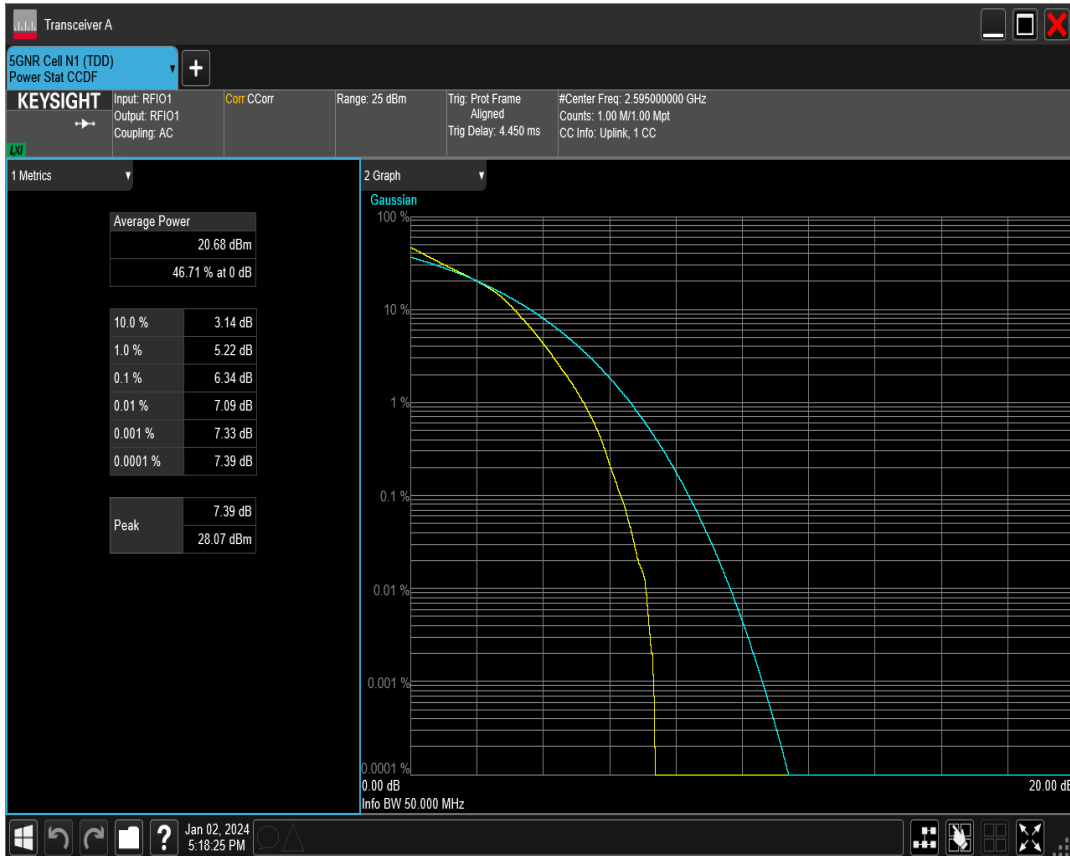 Transceiver A
5GNR Cell N1 (TDD)
Power Stat CCDF
+
KEYSIGHT
LXI
Input: RFIO1
Output: RFIO1
Coupling: AC
Corr CCorr
Range: 25 dBm
Trig: Prot Frame
Aligned
Trig Delay: 4.450 ms
#Center Freq: 2.595000000 GHz
Counts: 1.00 M/1.00 Mpt
CC Info: Uplink, 1 CC
1 Metrics
Average Power
20.68 dBm
46.71 % at 0 dB
10.0 % 3.14 dB
1.0 % 5.22 dB
0.1 % 6.34 dB
0.01 % 7.09 dB
0.001 % 7.33 dB
0.0001 % 7.39 dB
Peak
7.39 dB
28.07 dBm
2 Graph
Gaussian
100 %
10 %
1 %
0.1 %
0.01 %
0.001 %
0.0001 %
0.00 dB 20.00 dB
Info BW 50.000 MHz
?
Jan 02, 2024
5:18:25 PM